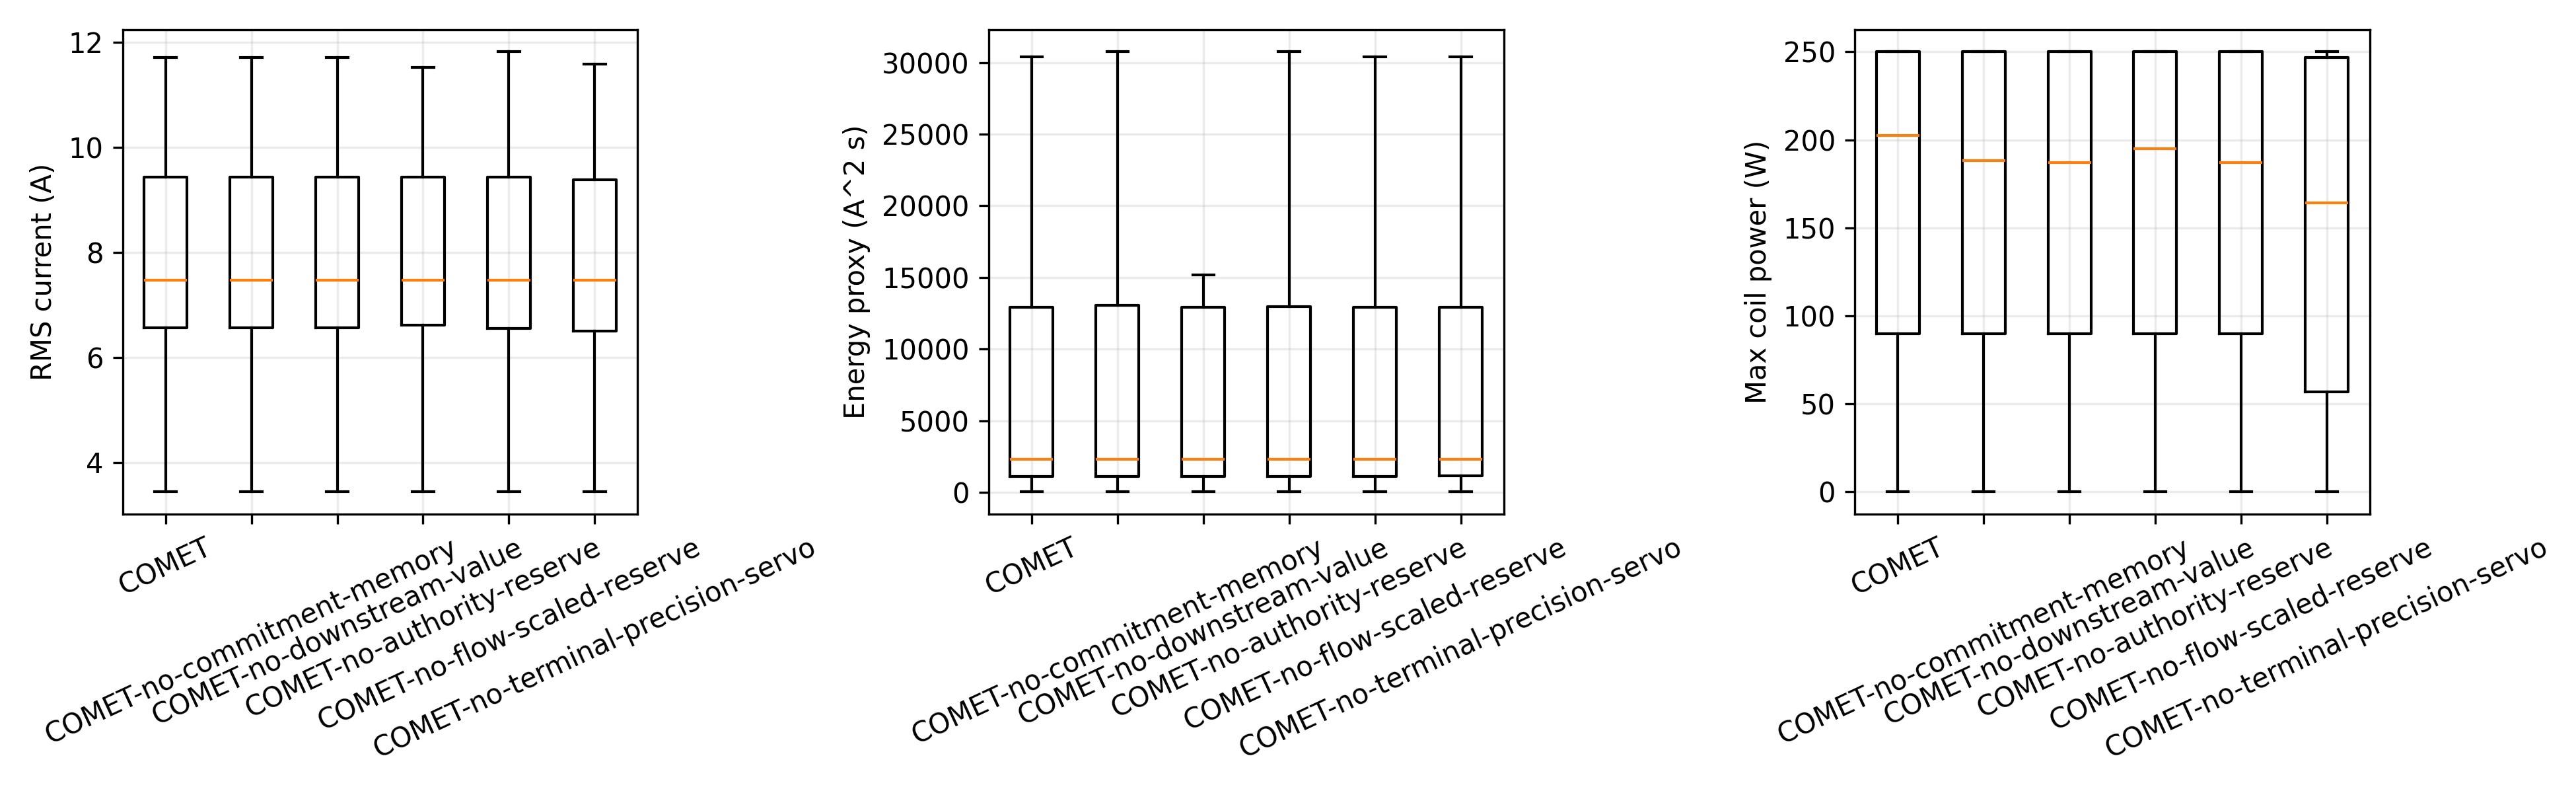 RMS current (A)
12
10
8
6
4
COMET
COMET-no-commitment-memory
COMET-no-downstream-value
COMET-no-authority-reserve
COMET-no-flow-scaled-reserve
COMET-no-terminal-precision-servo
Energy proxy (A^2 s)
30000
25000
20000
15000
10000
5000
0
COMET
COMET-no-commitment-memory
COMET-no-downstream-value
COMET-no-authority-reserve
COMET-no-flow-scaled-reserve
COMET-no-terminal-precision-servo
Max coil power (W)
250
200
150
100
50
0
COMET
COMET-no-commitment-memory
COMET-no-downstream-value
COMET-no-authority-reserve
COMET-no-flow-scaled-reserve
COMET-no-terminal-precision-servo